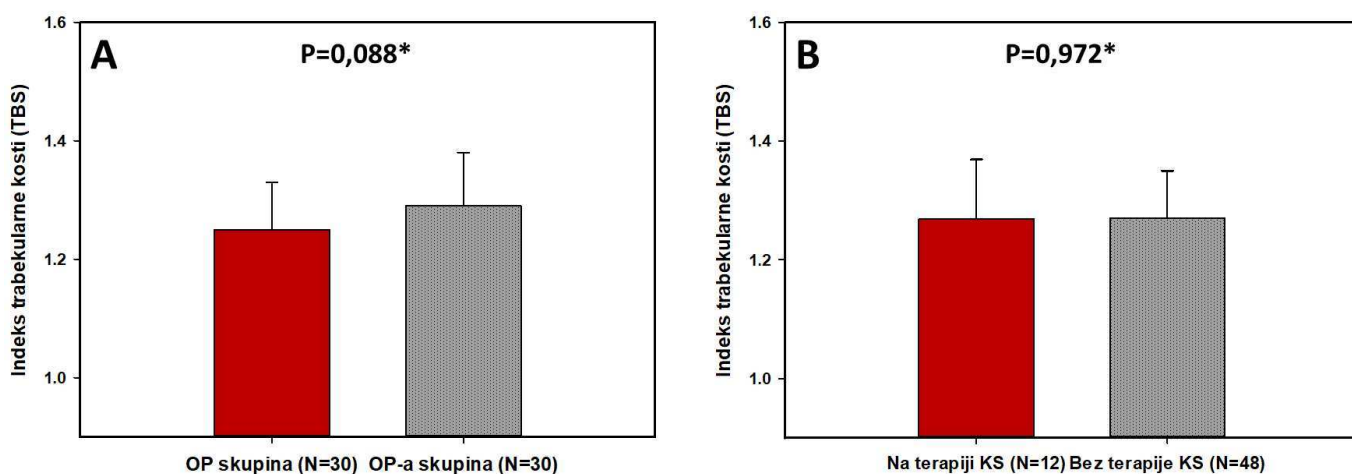 A
P=0,088*
Indeks trabekularne kosti (TBS)
1.6
1.4
1.2
1.0
OP skupina (N=30) OP-a skupina (N=30)
B
P=0,972*
Indeks trabekularne kosti (TBS)
1.6
1.4
1.2
1.0
Na terapiji KS (N=12) Bez terapije KS (N=48)